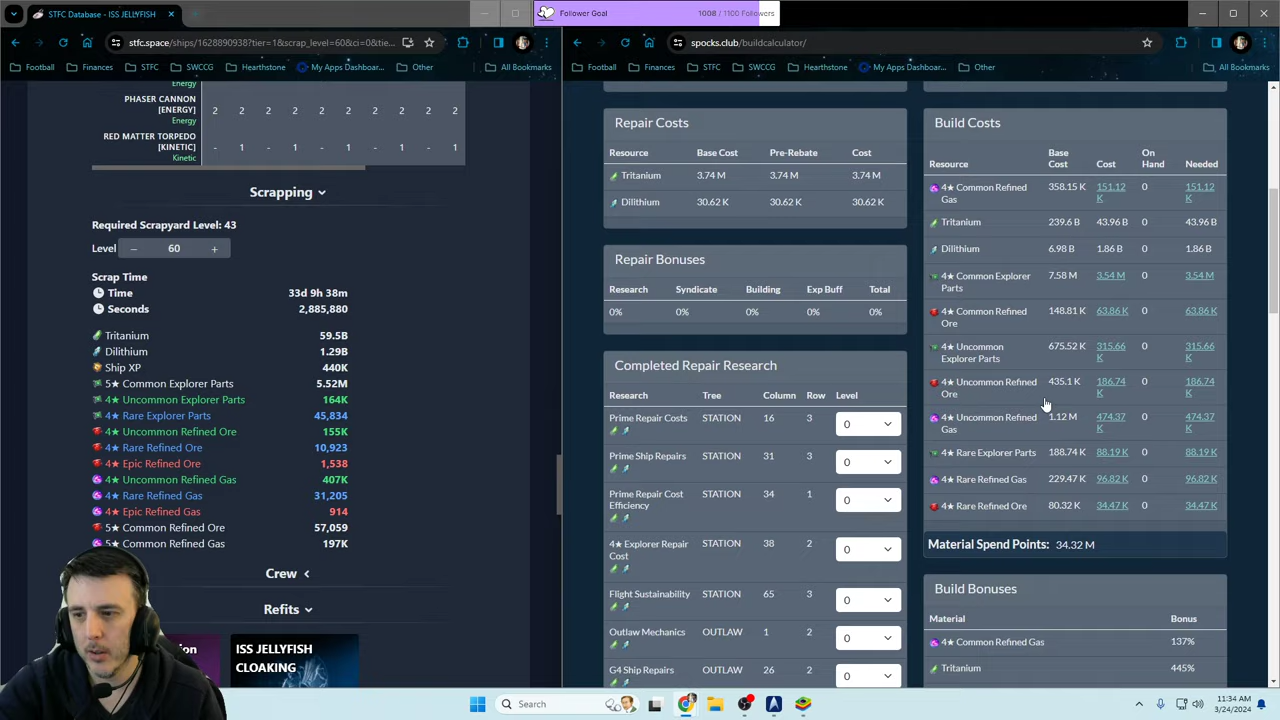 STFC Database - ISS JELLYFISH
Follower Goal
1008 / 1100 Followers
stfc.space/ships/1628890938?tier=1&scrap_level=60&ci=0&tie...
spocks.club/buildcalculator/
Football
Finances
STFC
SWCCG
Hearthstone
My Apps Dashboar...
Other
All Bookmarks
Football
Finances
STFC
SWCCG
Hearthstone
My Apps Dashboar...
Other
All Bookmarks
Energy
PHASER CANNON
[ENERGY]
2 2 2 2 2 2 2 2 2 2
Energy
RED MATTER TORPEDO
[KINETIC]
- 1 - 1 - 1 - 1 - 1
Kinetic
Scrapping
Required Scrapyard Level: 43
Level – 60 +
Scrap Time
Time 33d 9h 38m
Seconds 2,885,880
Tritanium 59.5B
Dilithium 1.29B
Ship XP 440K
5★ Common Explorer Parts 5.52M
4★ Uncommon Explorer Parts 164K
4★ Rare Explorer Parts 45,834
4★ Uncommon Refined Ore 155K
4★ Rare Refined Ore 10,923
4★ Epic Refined Ore 1,538
4★ Uncommon Refined Gas 407K
4★ Rare Refined Gas 31,205
4★ Epic Refined Gas 914
5★ Common Refined Ore 57,059
5★ Common Refined Gas 197K
Crew
Refits
ISS JELLYFISH
CLOAKING
Repair Costs
Resource Base Cost Pre-Rebate Cost
Tritanium 3.74 M 3.74 M 3.74 M
Dilithium 30.62 K 30.62 K 30.62 K
Repair Bonuses
Research Syndicate Building Exp Buff Total
0% 0% 0% 0% 0%
Completed Repair Research
Research Tree Column Row Level
Prime Repair Costs STATION 16 3 0
Prime Ship Repairs STATION 31 3 0
Prime Repair Cost
Efficiency
STATION 34 1 0
4★ Explorer Repair
Cost
STATION 38 2 0
Flight Sustainability STATION 65 3 0
Outlaw Mechanics OUTLAW 1 2 0
G4 Ship Repairs OUTLAW 26 2 0
Build Costs
Resource Base
Cost Cost On
Hand Needed
4★ Common Refined
Gas
358.15 K 151.12
K 0 151.12
K
Tritanium 239.6 B 43.96 B 0 43.96 B
Dilithium 6.98 B 1.86 B 0 1.86 B
4★ Common Explorer
Parts
7.58 M 3.54 M 0 3.54 M
4★ Common Refined
Ore
148.81 K 63.86 K 0 63.86 K
4★ Uncommon
Explorer Parts
675.52 K 315.66
K 0 315.66
K
4★ Uncommon Refined
Ore
435.1 K 186.74
K 0 186.74
K
4★ Uncommon Refined
Gas
1.12 M 474.37
K 0 474.37
K
4★ Rare Explorer Parts 188.74 K 88.19 K 0 88.19 K
4★ Rare Refined Gas 229.47 K 96.82 K 0 96.82 K
4★ Rare Refined Ore 80.32 K 34.47 K 0 34.47 K
Material Spend Points: 34.32 M
Build Bonuses
Material Bonus
4★ Common Refined Gas 137%
Tritanium 445%
Search
11:34 AM
3/24/2024